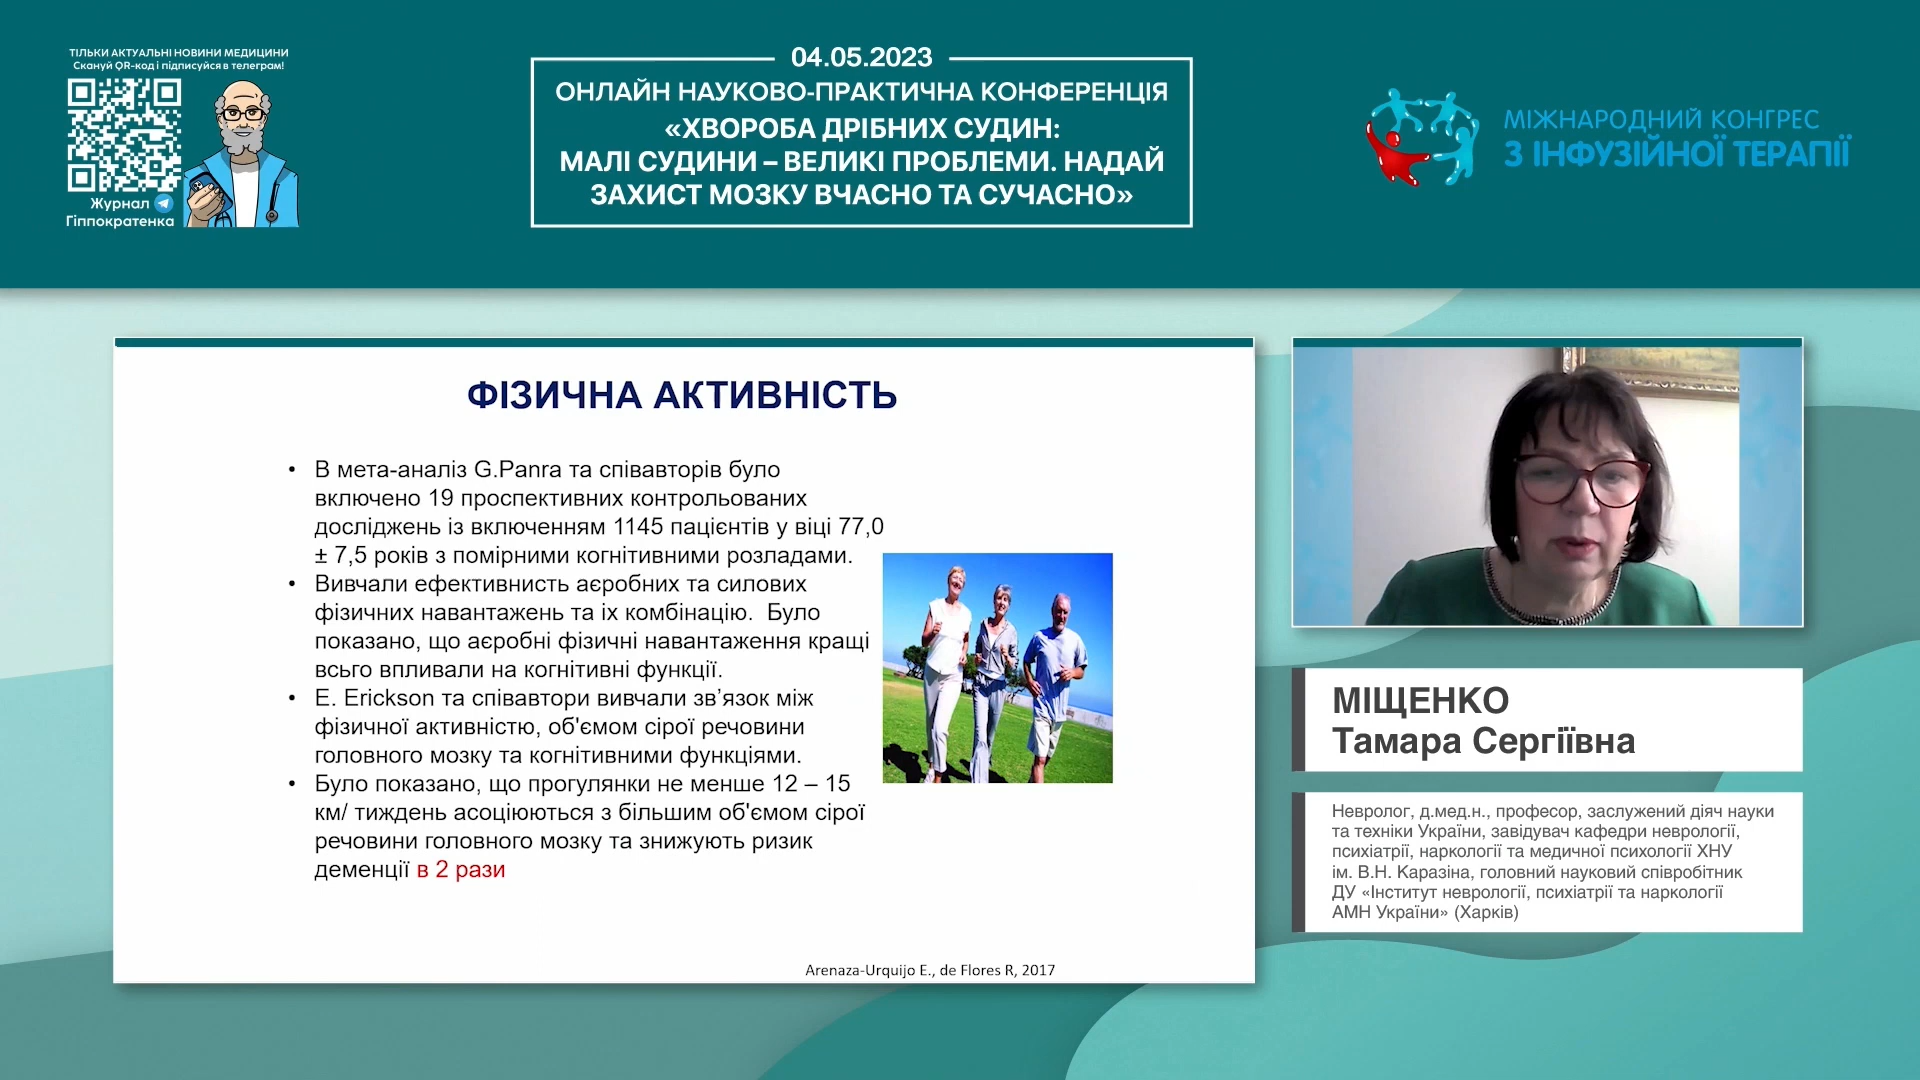 ТІЛЬКИ АКТУАЛЬНІ НОВИНИ МЕДИЦИНИ
Скануй QR-код і підписуйся в телеграм!
Журнал
Гіппократенка
04.05.2023
ОНЛАЙН НАУКОВО-ПРАКТИЧНА КОНФЕРЕНЦІЯ
«ХВОРОБА ДРІБНИХ СУДИН:
МАЛІ СУДИНИ – ВЕЛИКІ ПРОБЛЕМИ. НАДАЙ
ЗАХИСТ МОЗКУ ВЧАСНО ТА СУЧАСНО»
МІЖНАРОДНИЙ КОНГРЕС
З ІНФУЗІЙНОЇ ТЕРАПІЇ
ФІЗИЧНА АКТИВНІСТЬ
• В мета-аналіз G.Panra та співавторів було
включено 19 проспективних контрольованих
досліджень із включенням 1145 пацієнтів у віці 77,0
± 7,5 років з помірними когнітивними розладами.
• Вивчали ефективнисть аєробних та силових
фізичних навантажень та іх комбінацію. Було
показано, що аєробні фізичні навантаження кращі
всьго впливали на когнітивні функції.
• E. Erickson та співавтори вивчали зв’язок між
фізичної активністю, об'ємом сірої речовини
головного мозку та когнітивними функціями.
• Було показано, що прогулянки не менше 12 – 15
км/ тиждень асоціюються з більшим об'ємом сірої
речовини головного мозку та знижують ризик
деменції в 2 рази
Arenaza-Urquijo E., de Flores R, 2017
МІЩЕНКО
Тамара Сергіївна
Невролог, д.мед.н., професор, заслужений діяч науки
та техніки України, завідувач кафедри неврології,
психіатрії, наркології та медичної психології ХНУ
ім. В.Н. Каразіна, головний науковий співробітник
ДУ «Інститут неврології, психіатрії та наркології
АМН України» (Харків)